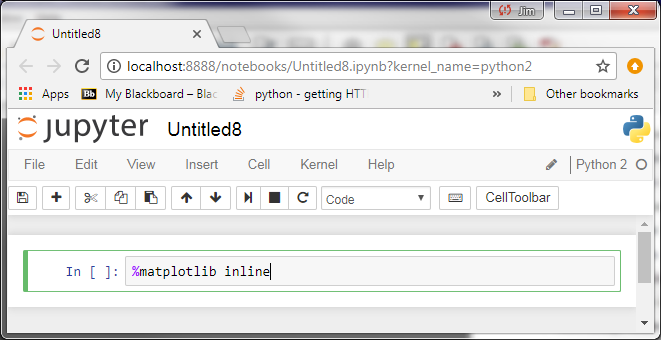 Jim
Untitled8
localhost:8888/notebooks/Untitled8.ipynb?kernel_name=python2
Apps Bb My Blackboard – Blac python - getting HTT » Other bookmarks
jupyter Untitled8
File Edit View Insert Cell Kernel Help Python 2
Code CellToolbar
In [ ]: %matplotlib inline